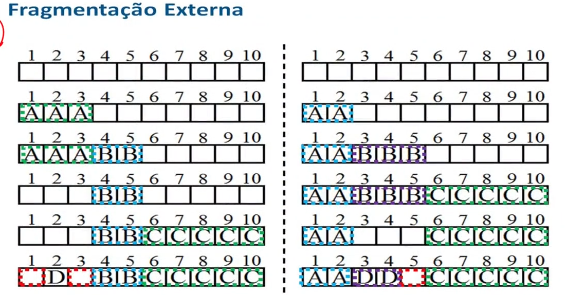 Fragmentação Externa
1 2 3 4 5 6 7 8 9 10
1 2 3 4 5 6 7 8 9 10
A A A
1 2 3 4 5 6 7 8 9 10
A A A B B
1 2 3 4 5 6 7 8 9 10
B B
1 2 3 4 5 6 7 8 9 10
B B C C C C C
1 2 3 4 5 6 7 8 9 10
D B B C C C C C
1 2 3 4 5 6 7 8 9 10
1 2 3 4 5 6 7 8 9 10
A A
1 2 3 4 5 6 7 8 9 10
A A B B B
1 2 3 4 5 6 7 8 9 10
A A B B B C C C C C
1 2 3 4 5 6 7 8 9 10
A A C C C C C
1 2 3 4 5 6 7 8 9 10
A A D D C C C C C